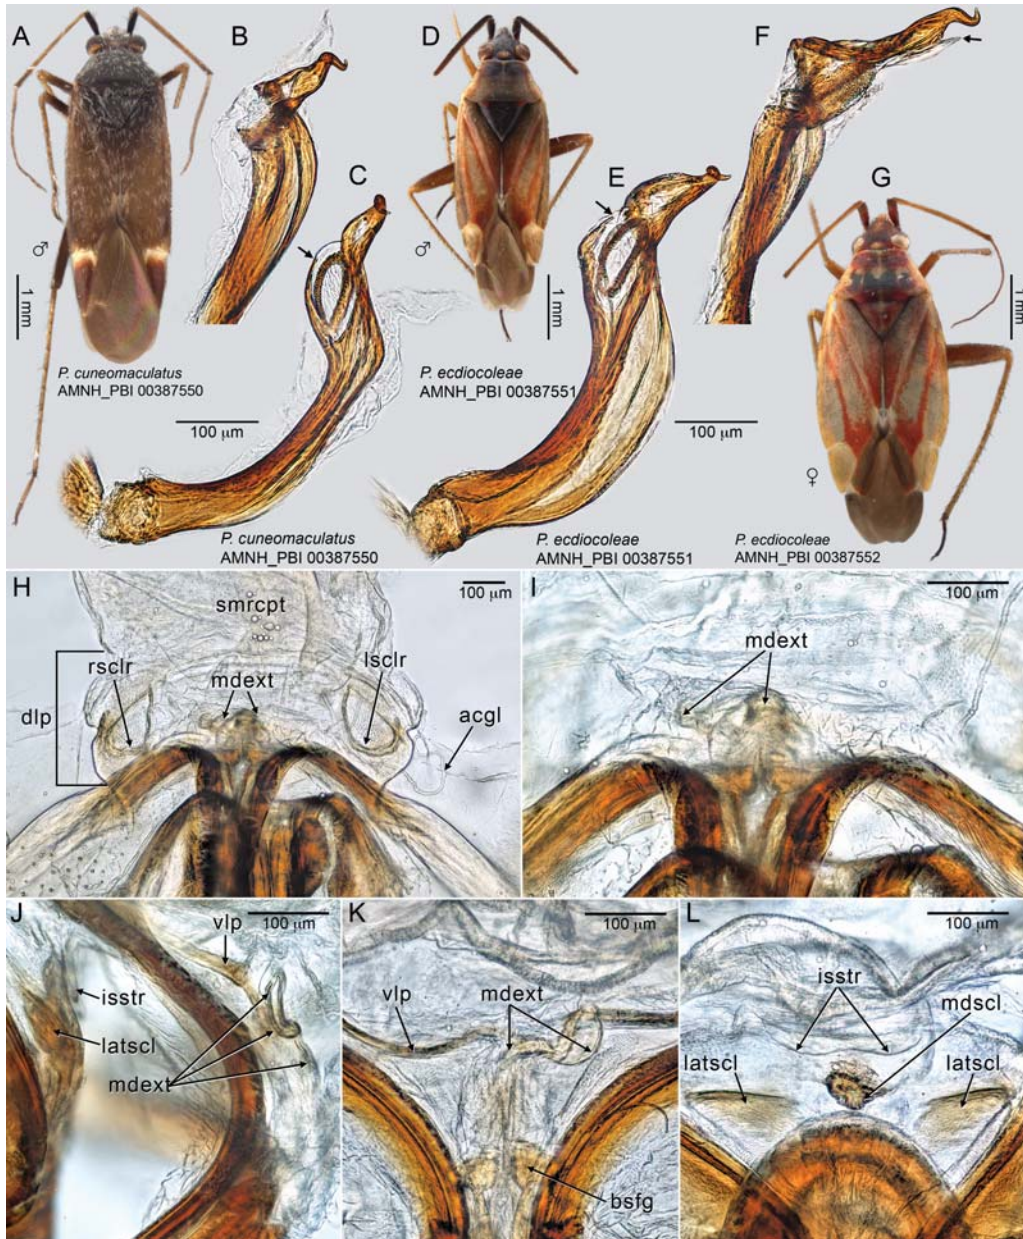 A
B
C
D
E
F
G
♂
♂
♀
1 mm
1 mm
1 mm
P. cuneomaculatus
AMNH_PBI 00387550
P. ecdiocoleae
AMNH_PBI 00387551
100 µm
100 µm
P. cuneomaculatus
AMNH_PBI 00387550
P. ecdiocoleae
AMNH_PBI 00387551
P. ecdiocoleae
AMNH_PBI 00387552
H
100 µm
smrcpt
rsclr
lsclr
mdext
dlp
acgl
I
100 µm
mdext
J
100 µm
vlp
isstr
latscl
mdext
K
100 µm
vlp
mdext
bsfg
L
100 µm
isstr
mdscl
latscl
latscl